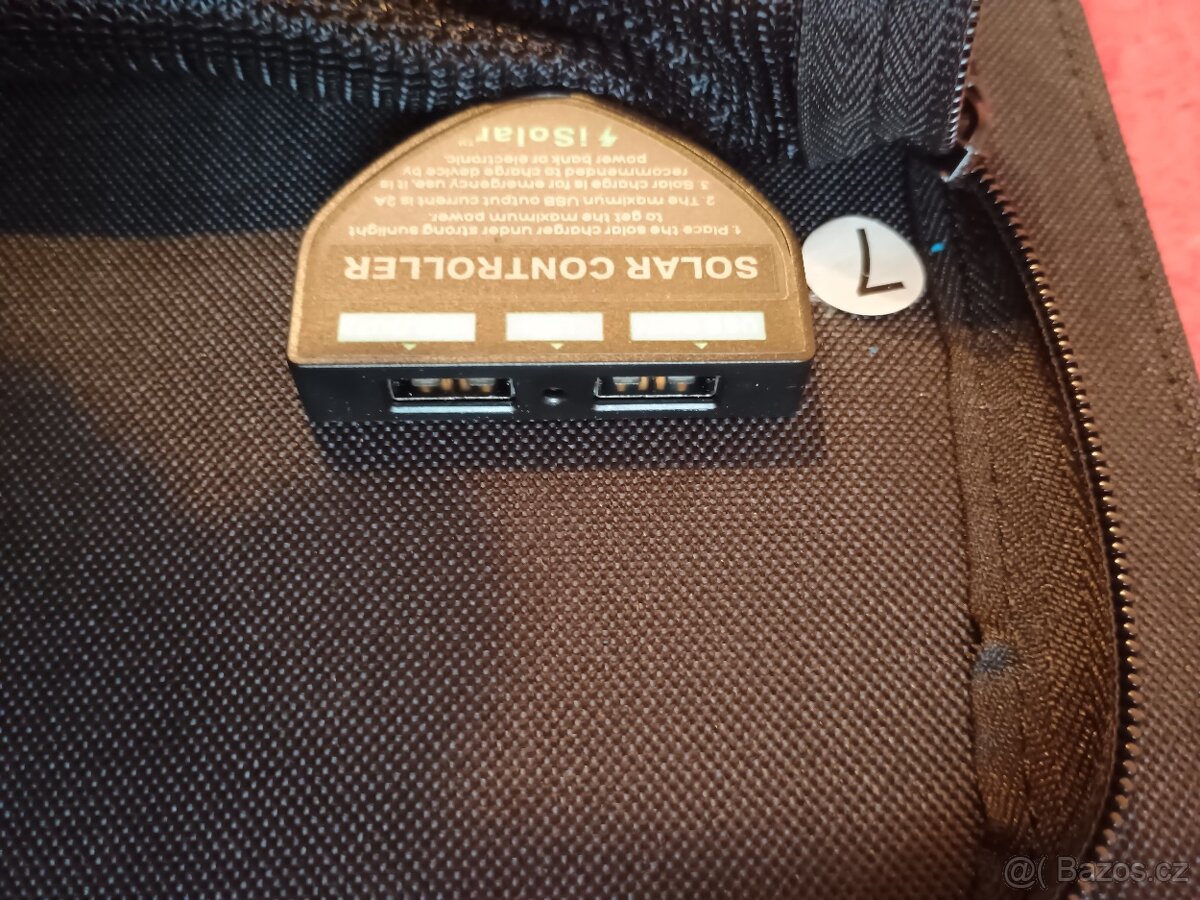 SOLAR CONTROLLER
1.Place the solar charger under strong sunlight
to get the maximum power.
2. The maximun USB output current is 2A
3. Solar charge is for emergency use, it is
recommended to charge device by
power bank or electronic.
iSolar™
7
@( Bazos.cz